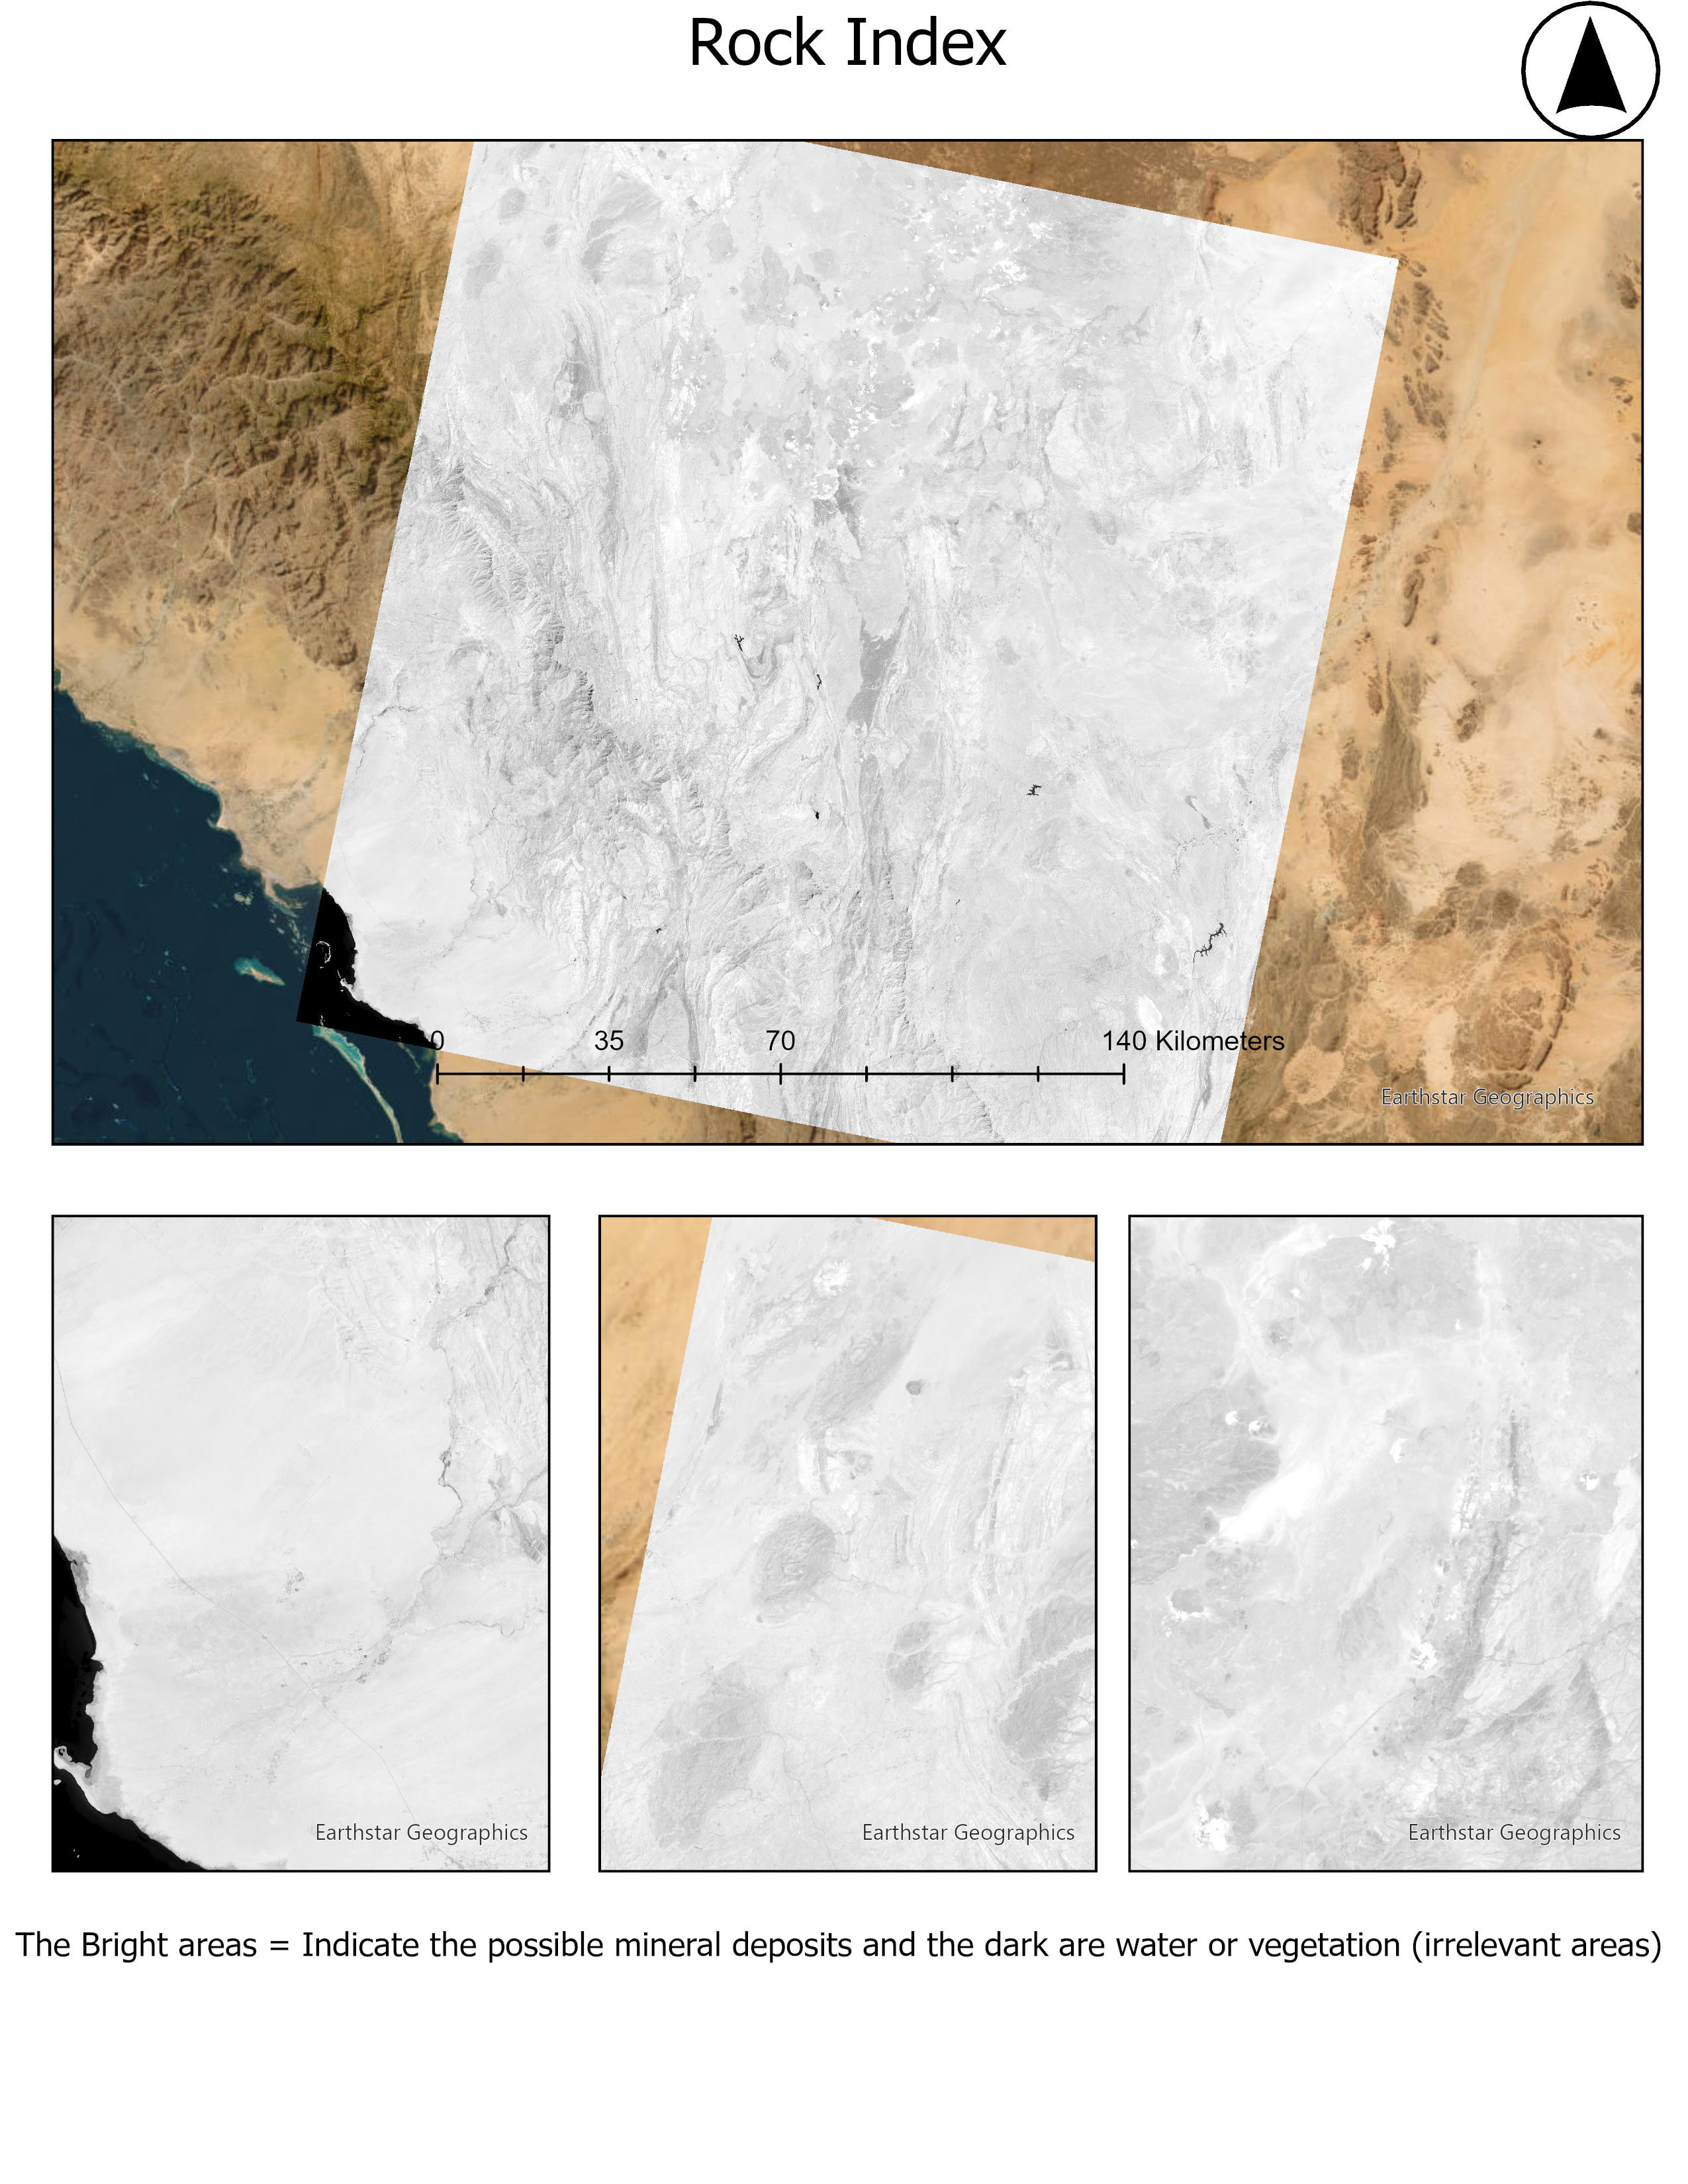 Rock Index
0 35 70 140 Kilometers
Earthstar Geographics
Earthstar Geographics
Earthstar Geographics
Earthstar Geographics
The Bright areas = Indicate the possible mineral deposits and the dark are water or vegetation (irrelevant areas)